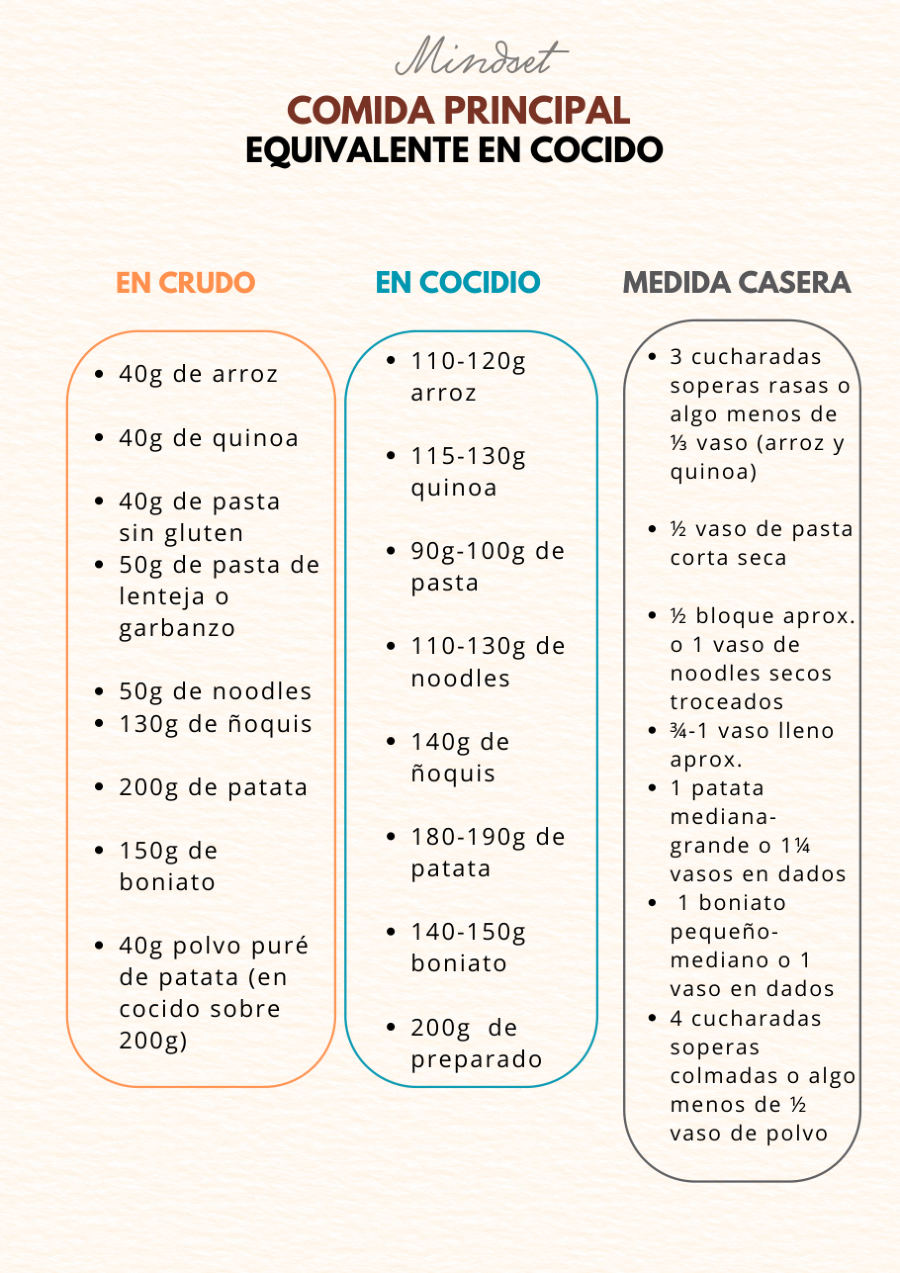 Mindset
COMIDA PRINCIPAL
EQUIVALENTE EN COCIDO
EN CRUDO
• 40g de arroz
• 40g de quinoa
• 40g de pasta
sin gluten
• 50g de pasta de
lenteja o
garbanzo
• 50g de noodles
• 130g de ñoquis
• 200g de patata
• 150g de
boniato
• 40g polvo puré
de patata (en
cocido sobre
200g)
EN COCIDIO
• 110-120g
arroz
• 115-130g
quinoa
• 90g-100g de
pasta
• 110-130g de
noodles
• 140g de
ñoquis
• 180-190g de
patata
• 140-150g
boniato
• 200g de
preparado
MEDIDA CASERA
• 3 cucharadas
soperas rasas o
algo menos de
⅓ vaso (arroz y
quinoa)
• ½ vaso de pasta
corta seca
• ½ bloque aprox.
o 1 vaso de
noodles secos
troceados
• ¾-1 vaso lleno
aprox.
• 1 patata
mediana-
grande o 1¼
vasos en dados
• 1 boniato
pequeño-
mediano o 1
vaso en dados
• 4 cucharadas
soperas
colmadas o algo
menos de ½
vaso de polvo